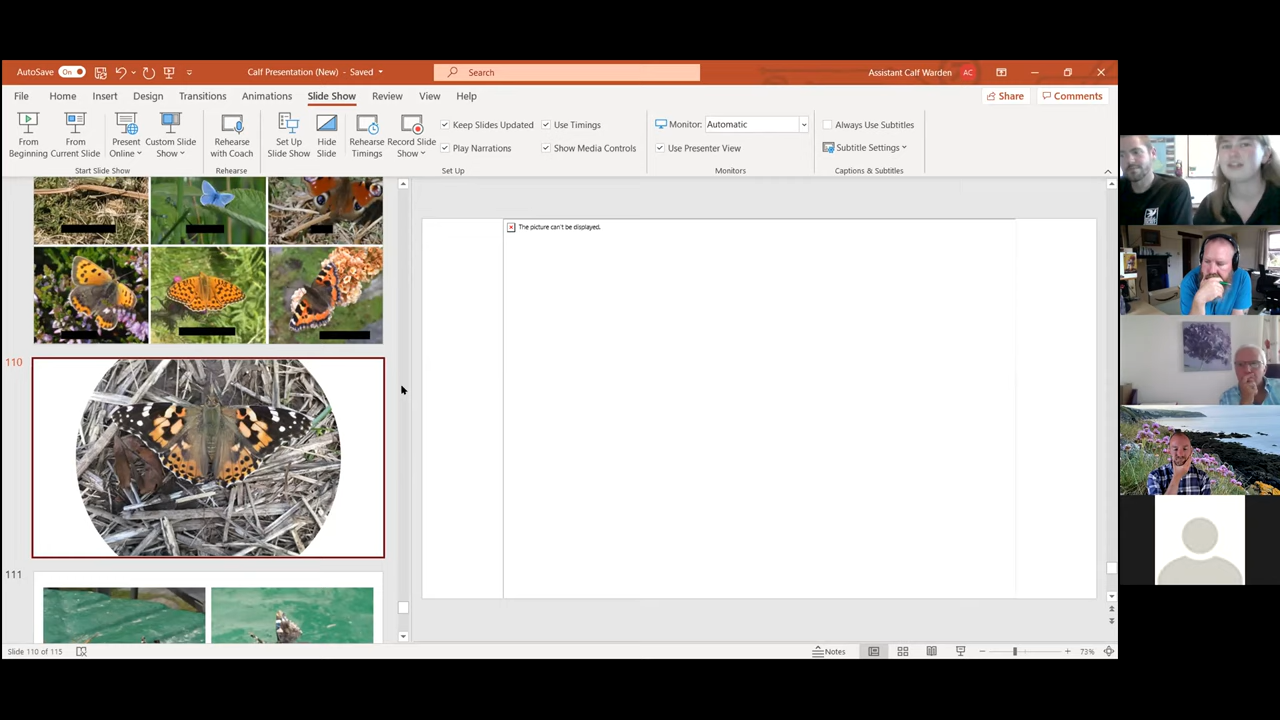 AutoSave On Calf Presentation (New) - Saved Search Assistant Calf Warden AC
File Home Insert Design Transitions Animations Slide Show Review View Help Share Comments
From Beginning
From Current Slide
Present Online
Custom Slide Show
Start Slide Show
Rehearse with Coach
Rehearse
Set Up Slide Show
Hide Slide
Rehearse Timings
Record Slide Show
Keep Slides Updated
Use Timings
Play Narrations
Show Media Controls
Set Up
Monitor: Automatic
Use Presenter View
Monitors
Always Use Subtitles
Subtitle Settings
Captions & Subtitles
The picture can't be displayed.
110
111
Slide 110 of 115 Notes 73%